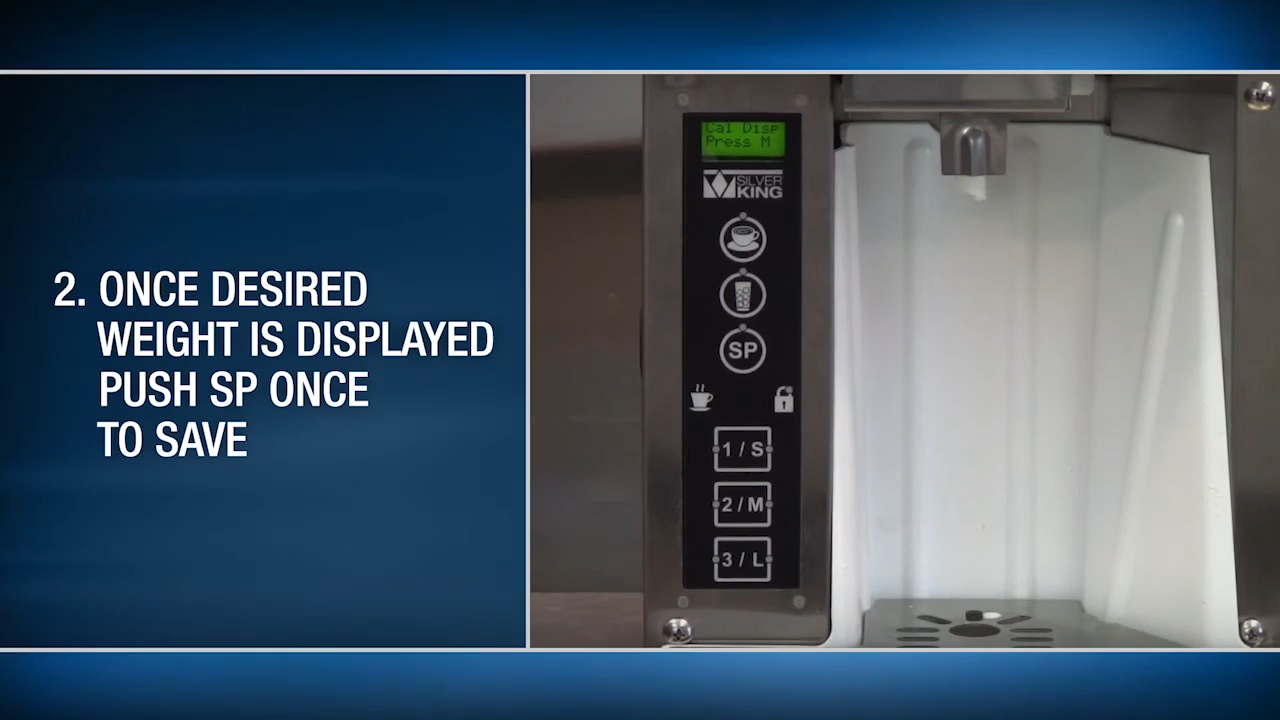 2. ONCE DESIRED
WEIGHT IS DISPLAYED
PUSH SP ONCE
TO SAVE
Cal Disp
Press M
SILVER
KING
SP
1 / S
2 / M
3 / L